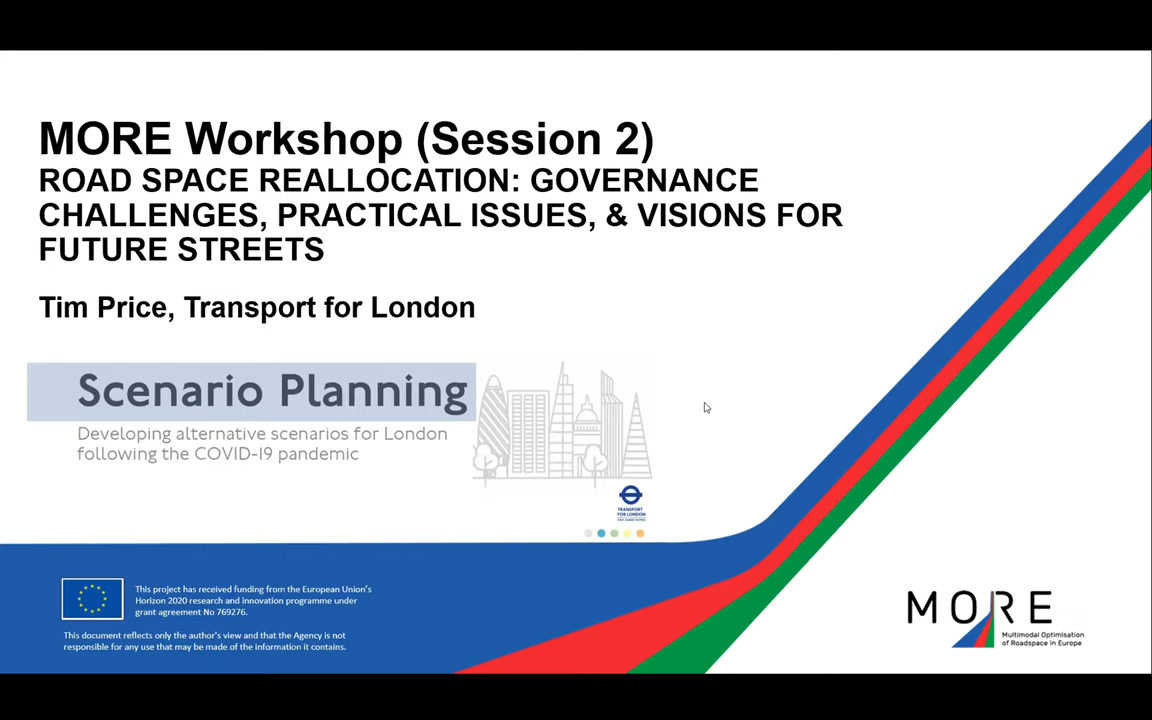 MORE Workshop (Session 2)
ROAD SPACE REALLOCATION: GOVERNANCE
CHALLENGES, PRACTICAL ISSUES, & VISIONS FOR
FUTURE STREETS
Tim Price, Transport for London
Scenario Planning
Developing alternative scenarios for London
following the COVID-19 pandemic
TRANSPORT
FOR LONDON
This project has received funding from the European Union's
Horizon 2020 research and innovation programme under
grant agreement No 769276.
This document reflects only the author's view and that the Agency is not
responsible for any use that may be made of the information it contains.
MORE
Multimodal Optimisation
of Roadspace in Europe